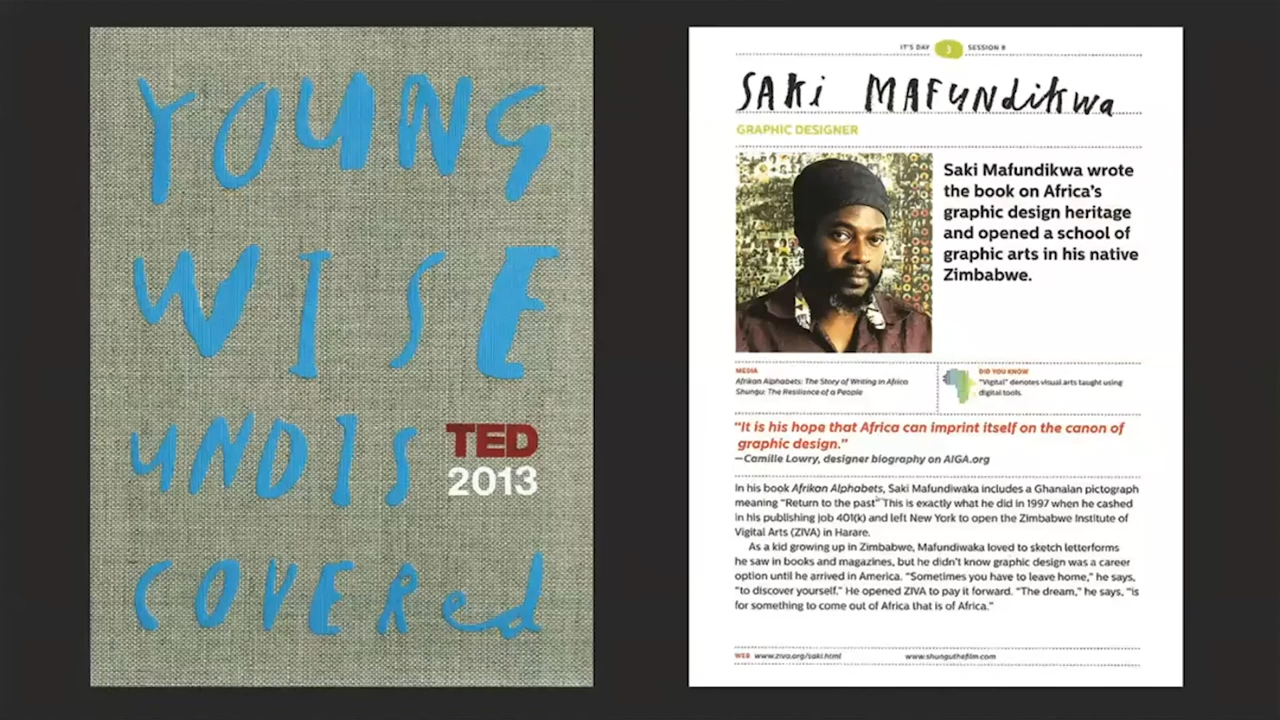 YOUNG
WISE
UNDIS
COVERed
TED
2013
IT'S DAY 3 SESSION 8
SAKi MAFUNdiKwa
GRAPHIC DESIGNER
Saki Mafundikwa wrote
the book on Africa's
graphic design heritage
and opened a school of
graphic arts in his native
Zimbabwe.
MEDIA
Afrikan Alphabets: The Story of Writing in Africa
Shungu: The Resilience of a People
DID YOU KNOW
"Vigital" denotes visual arts taught using
digital tools.
"It is his hope that Africa can imprint itself on the canon of
graphic design."
—Camille Lowry, designer biography on AIGA.org
In his book Afrikan Alphabets, Saki Mafundiwaka includes a Ghanaian pictograph
meaning "Return to the past" This is exactly what he did in 1997 when he cashed
in his publishing job 401(k) and left New York to open the Zimbabwe Institute of
Vigital Arts (ZIVA) in Harare.
As a kid growing up in Zimbabwe, Mafundiwaka loved to sketch letterforms
he saw in books and magazines, but he didn't know graphic design was a career
option until he arrived in America. "Sometimes you have to leave home," he says,
"to discover yourself." He opened ZIVA to pay it forward. "The dream," he says, "is
for something to come out of Africa that is of Africa."
WEB www.ziva.org/saki.html www.shunguthefilm.com